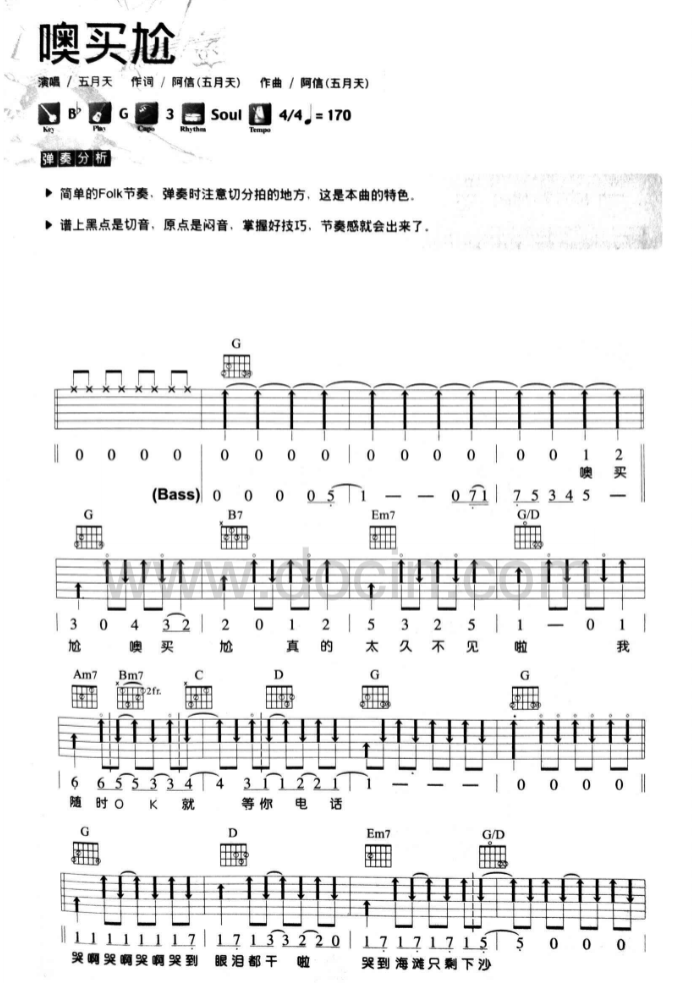 噢买尬
演唱 / 五月天 作词 / 阿信(五月天) 作曲 / 阿信(五月天)
B♭ G 3 Soul 4/4 ♩= 170
Key Play Capo Rhythm Tempo
弹奏分析
▶ 简单的Folk节奏，弹奏时注意切分拍的地方，这是本曲的特色。
▶ 谱上黑点是切音，原点是闷音，掌握好技巧，节奏感就会出来了。
G
0 0 0 0 | 0 0 0 0 | 0 0 0 0 | 0 0 1 2
噢 买
(Bass) 0 0 0 0 5 | 1 — — 0 7 1 | 7 5 3 4 5 —
G B7 Em7 G/D
www.docin.com
| 3 0 4 3 2 | 2 0 1 2 | 5 3 2 5 | 1 — 0 1 |
尬 噢 买 尬 真 的 太 久 不 见 啦 我
Am7 Bm7 C D G G
2fr.
6 6 5 5 3 3 4 | 4 3 1 1 2 2 1 | 1 — — — | 0 0 0 0 ||
随 时 O K 就 等 你 电 话
G D Em7 G/D
|| 1 1 1 1 1 1 1 7 | 1 7 1 3 3 2 2 0 | 1 7 1 7 1 7 1 5 | 5 0 0 0 |
哭啊哭啊哭啊哭到 眼泪都干 啦 哭到海滩只剩下沙